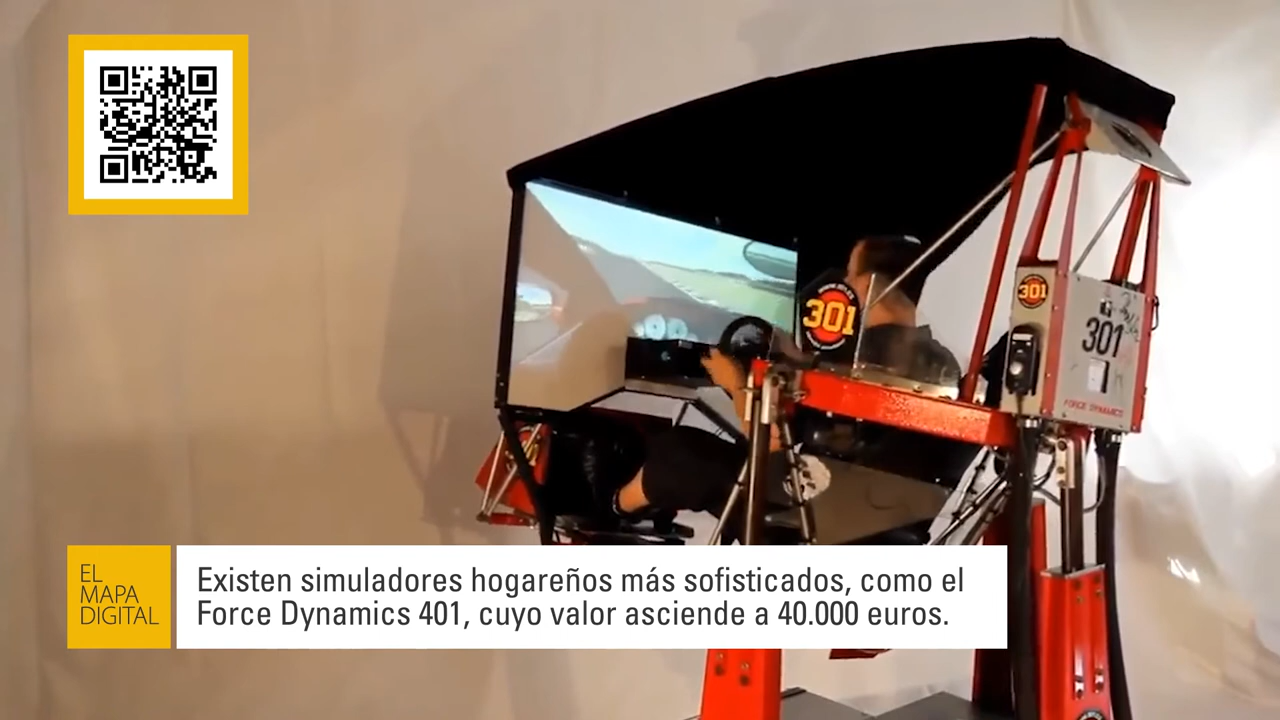 301
301
301
FORCE DYNAMICS
EL
MAPA
DIGITAL
Existen simuladores hogareños más sofisticados, como el
Force Dynamics 401, cuyo valor asciende a 40.000 euros.